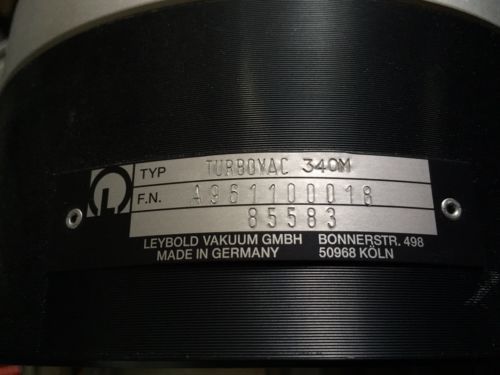 TYP TURBOVAC 340M
F.N. A961100018
85583
LEYBOLD VAKUUM GMBH BONNERSTR. 498
MADE IN GERMANY 50968 KÖLN